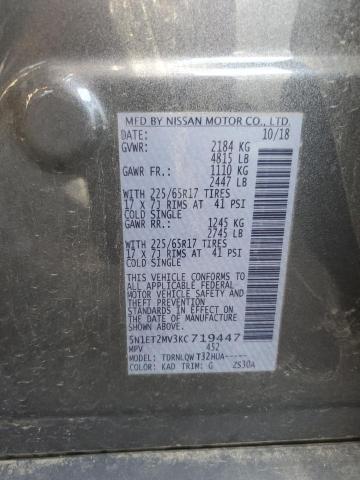 MFD BY NISSAN MOTOR CO., LTD.
DATE: 10/18
GVWR: 2184 KG
4815 LB
GAWR FR.: 1110 KG
2447 LB
WITH 225/65R17 TIRES
17 X 7J RIMS AT 41 PSI
COLD SINGLE
GAWR RR.: 1245 KG
2745 LB
WITH 225/65R17 TIRES
17 X 7J RIMS AT 41 PSI
COLD SINGLE
THIS VEHICLE CONFORMS TO
ALL APPLICABLE FEDERAL
MOTOR VEHICLE SAFETY
AND THEFT PREVENTION
STANDARDS IN EFFECT ON
THE DATE OF MANUFACTURE
SHOWN ABOVE.
5N1ET2MV3KC719447
MPV 452
MODEL: TDRNLQWT32HUA-----
COLOR: KAD TRIM: G ZS30A